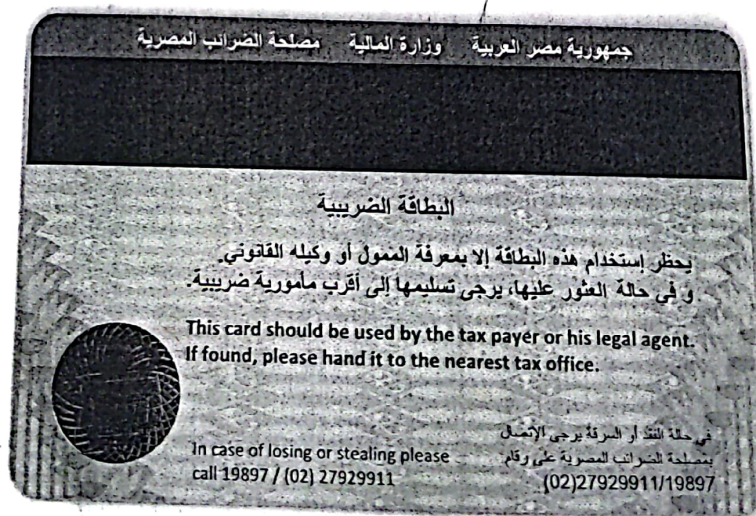 جمهورية مصر العربية وزارة المالية مصلحة الضرائب المصرية
البطاقة الضريبية
يحظر إستخدام هذه البطاقة إلا بمعرفة الممول أو وكيله القانوني.
و في حالة العثور عليها، يرجى تسليمها إلى أقرب مأمورية ضريبية.
This card should be used by the tax payer or his legal agent.
If found, please hand it to the nearest tax office.
في حالة الفقد أو السرقة يرجى الإتصال
بمصلحة الضرائب المصرية على رقام
(02)27929911/19897
In case of losing or stealing please
call 19897 / (02) 27929911